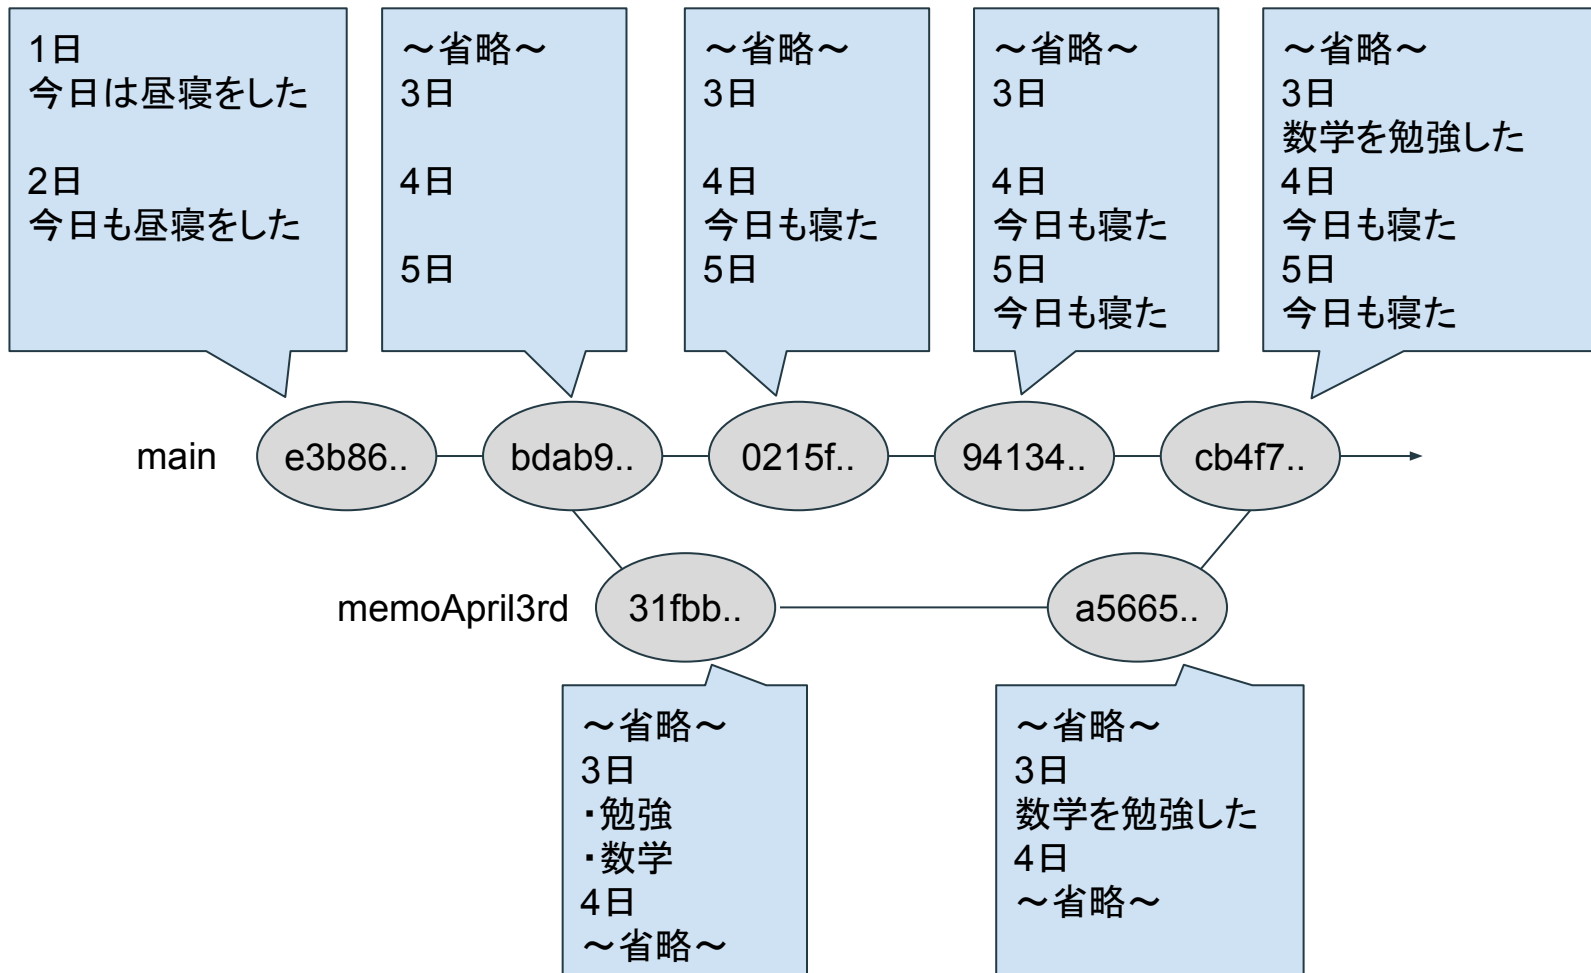 1日
今日は昼寝をした
2日
今日も昼寝をした
～省略～
3日
4日
5日
～省略～
3日
4日
今日も寝た
5日
～省略～
3日
4日
今日も寝た
5日
今日も寝た
～省略～
3日
数学を勉強した
4日
今日も寝た
5日
今日も寝た
main
e3b86..
bdab9..
0215f..
94134..
cb4f7..
memoApril3rd
31fbb..
a5665..
～省略～
3日
・勉強
・数学
4日
～省略～
～省略～
3日
数学を勉強した
4日
～省略～